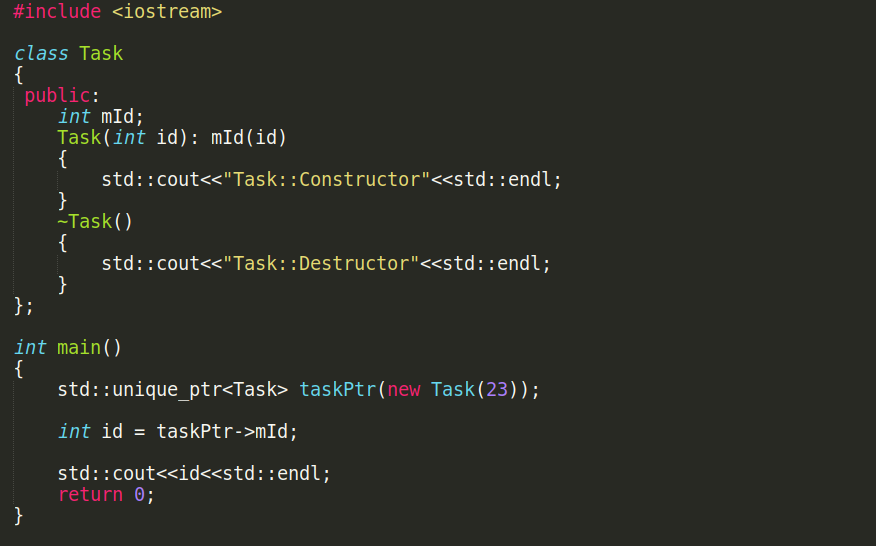 #include <iostream>
class Task
{
public:
int mId;
Task(int id): mId(id)
{
std::cout<<"Task::Constructor"<<std::endl;
}
~Task()
{
std::cout<<"Task::Destructor"<<std::endl;
}
};
int main()
{
std::unique_ptr<Task> taskPtr(new Task(23));
int id = taskPtr->mId;
std::cout<<id<<std::endl;
return 0;
}